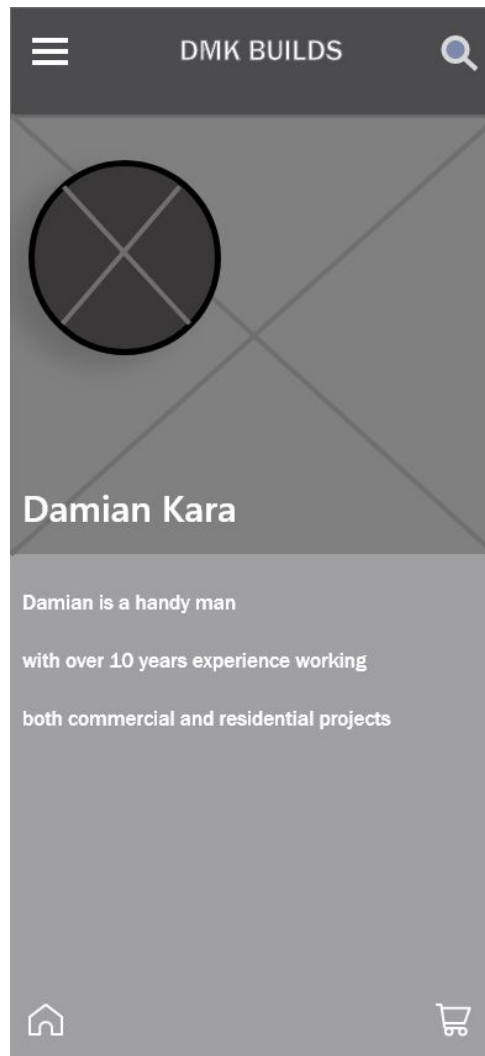 DMK BUILDS
Damian Kara
Damian is a handy man
with over 10 years experience working
both commercial and residential projects